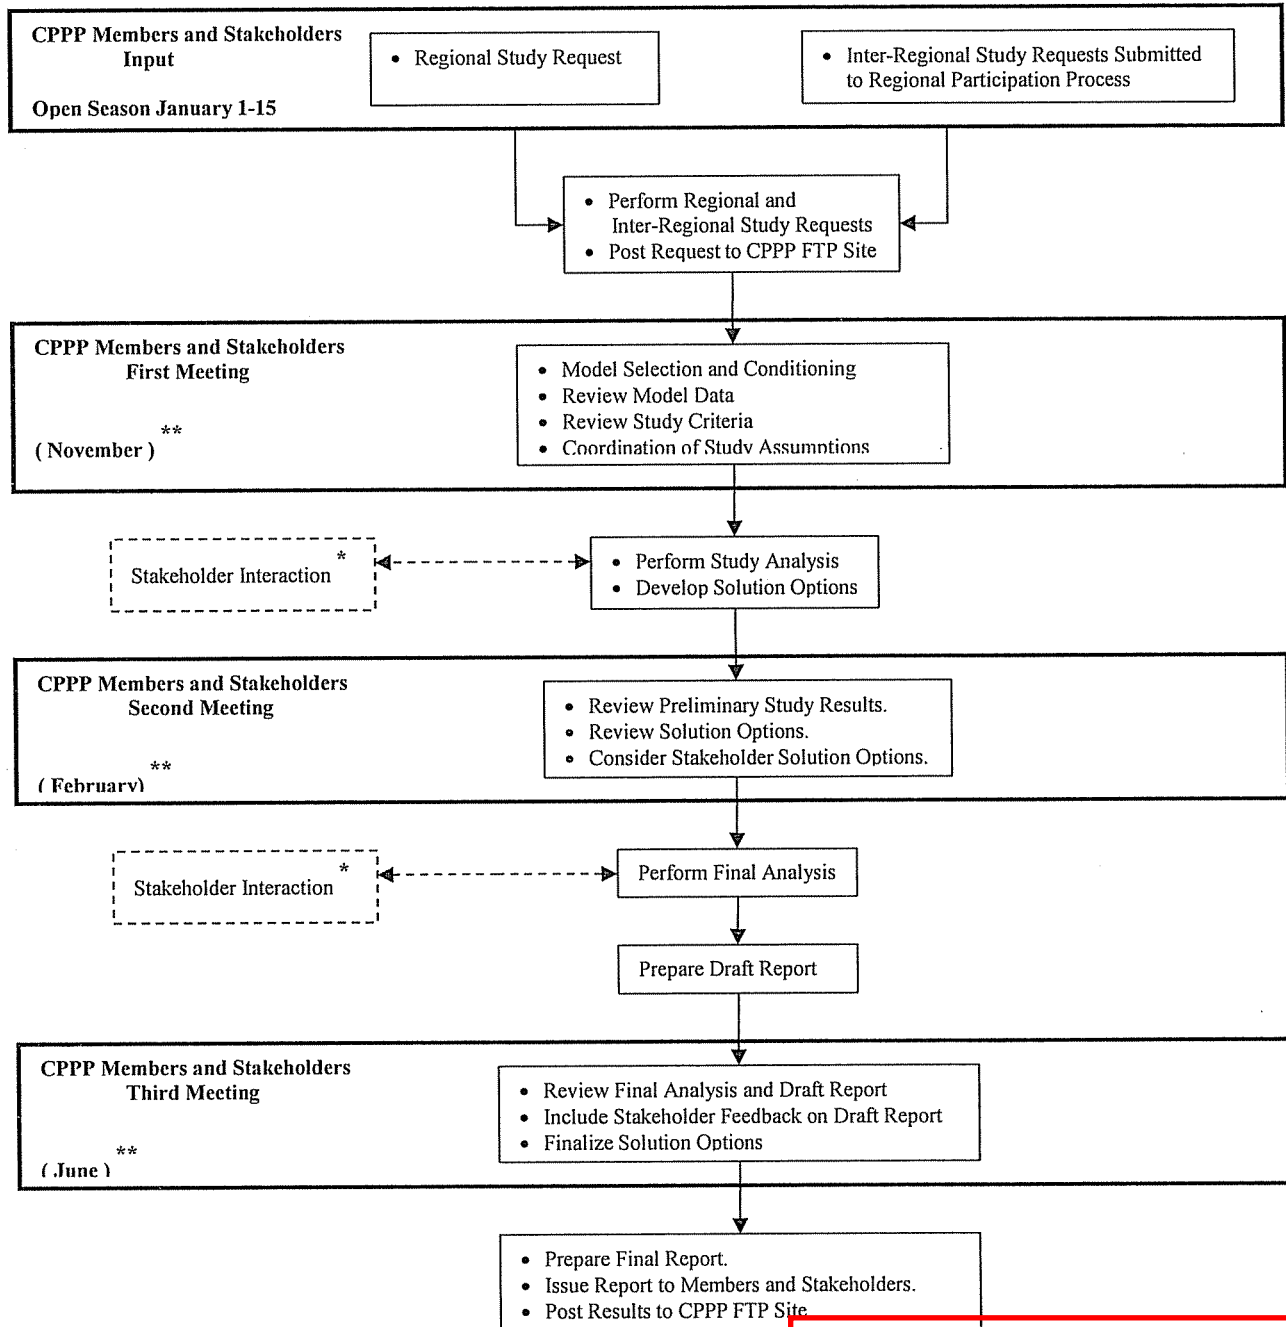 CPPP Members and Stakeholders
Input
Open Season January 1-15
• Regional Study Request
• Inter-Regional Study Requests Submitted
to Regional Participation Process
• Perform Regional and
Inter-Regional Study Requests
• Post Request to CPPP FTP Site
CPPP Members and Stakeholders
First Meeting
( November ) **
• Model Selection and Conditioning
• Review Model Data
• Review Study Criteria
• Coordination of Study Assumptions
Stakeholder Interaction *
• Perform Study Analysis
• Develop Solution Options
CPPP Members and Stakeholders
Second Meeting
( February) **
• Review Preliminary Study Results.
• Review Solution Options.
• Consider Stakeholder Solution Options.
Stakeholder Interaction *
Perform Final Analysis
Prepare Draft Report
CPPP Members and Stakeholders
Third Meeting
( June ) **
• Review Final Analysis and Draft Report
• Include Stakeholder Feedback on Draft Report
• Finalize Solution Options
• Prepare Final Report.
• Issue Report to Members and Stakeholders.
• Post Results to CPPP FTP Site